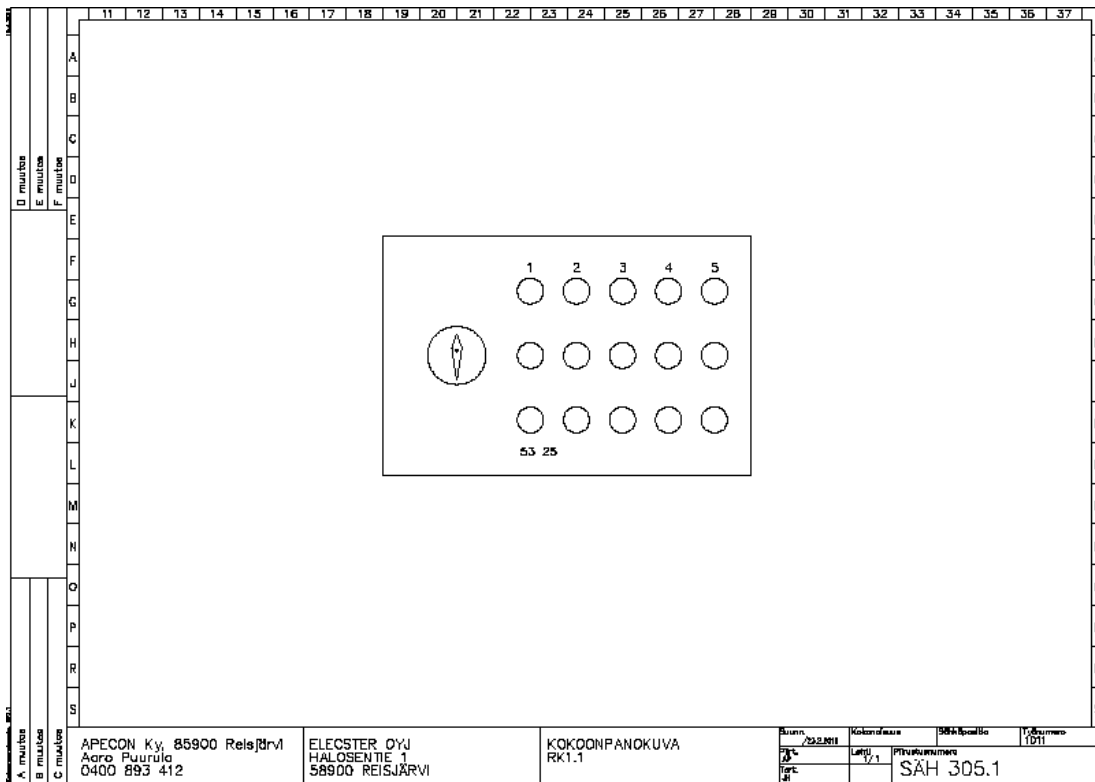 11 12 13 14 15 16 17 18 19 20 21 22 23 24 25 26 27 28 29 30 31 32 33 34 35 36 37
A
B
C
D
E
F
G
H
J
K
L
M
N
O
P
R
S
D muutos
E muutos
F muutos
A muutos
B muutos
C muutos
1 2 3 4 5
53 25
APECON Ky, 85900 Reisjärvi
Aaro Puurula
0400 893 412
ELECSTER OYJ
HALOSENTIE 1
58900 REISJÄRVI
KOKOONPANOKUVA
RK1.1
Suunn.
Työnumero
1011
Piirt.
Lehti
1/1
Piirustusnumero
SÄH 305.1
Tark.